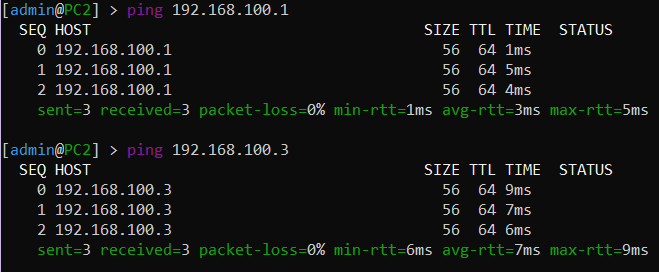 [admin@PC2] > ping 192.168.100.1
SEQ HOST SIZE TTL TIME STATUS
0 192.168.100.1 56 64 1ms
1 192.168.100.1 56 64 5ms
2 192.168.100.1 56 64 4ms
sent=3 received=3 packet-loss=0% min-rtt=1ms avg-rtt=3ms max-rtt=5ms
[admin@PC2] > ping 192.168.100.3
SEQ HOST SIZE TTL TIME STATUS
0 192.168.100.3 56 64 9ms
1 192.168.100.3 56 64 7ms
2 192.168.100.3 56 64 6ms
sent=3 received=3 packet-loss=0% min-rtt=6ms avg-rtt=7ms max-rtt=9ms